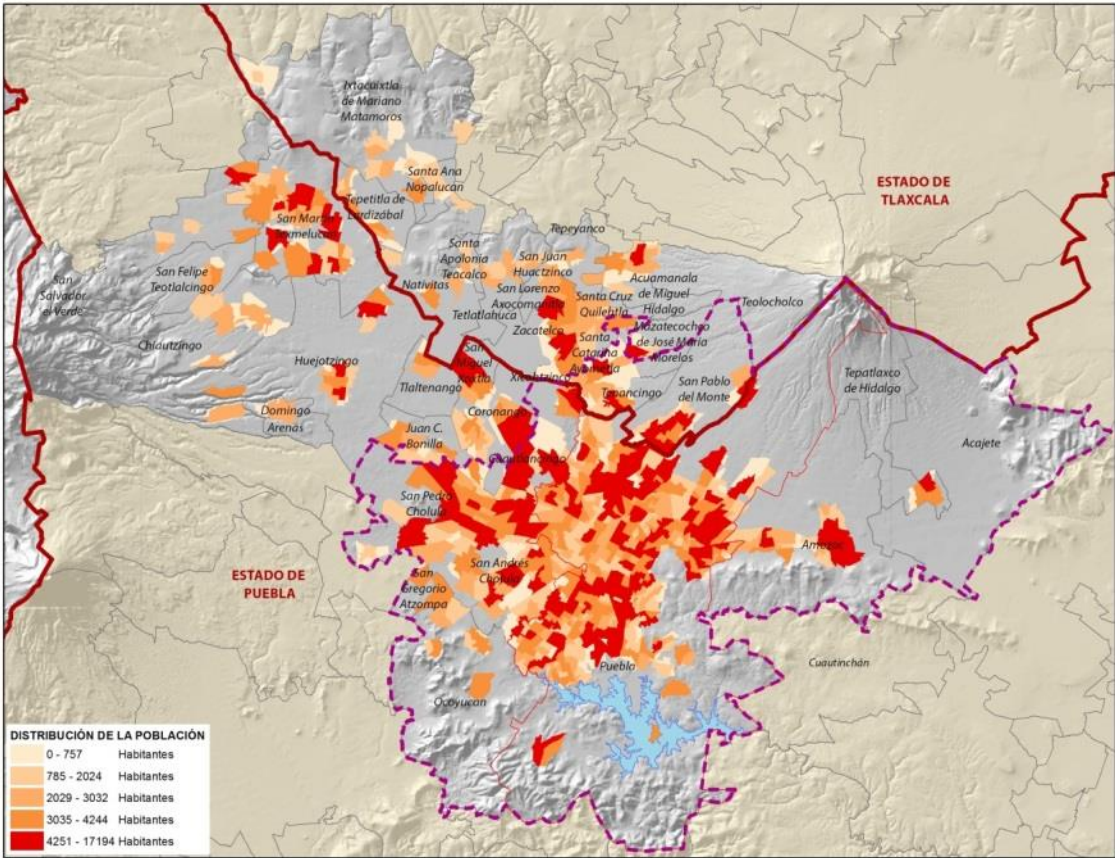 Ixtacuixtla
de Mariano
Matamoros
Santa Ana
Nopalucan
ESTADO DE
TLAXCALA
Tepetitla de
Lardizábal
San Martín
Texmelucan
Tepeyanco
Santa
Apolonia
Teacalco
San Juan
Huactzinco
San Felipe
Teotlalcingo
San
Salvador
el Verde
Nativitas
San Lorenzo
Axocomanitla
Santa Cruz
Quilehtla
Acuamanala
de Miguel
Hidalgo
Teolocholco
Tetlatlahuca
Zacatelco
Mazatecochco
de José María
Morelos
Chiautzingo
Santa
Catarina
Ayometla
San
Miguel
Xoxtla
Huejotzingo
Tlaltenango
Xicohtzinco
Tepatlaxco
de Hidalgo
San Pablo
del Monte
Tenancingo
Domingo
Arenas
Coronango
Juan C.
Bonilla
Acajete
Cuautlancingo
San Pedro
Cholula
Amozoc
ESTADO DE
PUEBLA
San Andrés
Cholula
San
Gregorio
Atzompa
Puebla
Cuautinchán
Ocoyucan
DISTRIBUCIÓN DE LA POBLACIÓN
0 - 757 Habitantes
785 - 2024 Habitantes
2029 - 3032 Habitantes
3035 - 4244 Habitantes
4251 - 17194 Habitantes